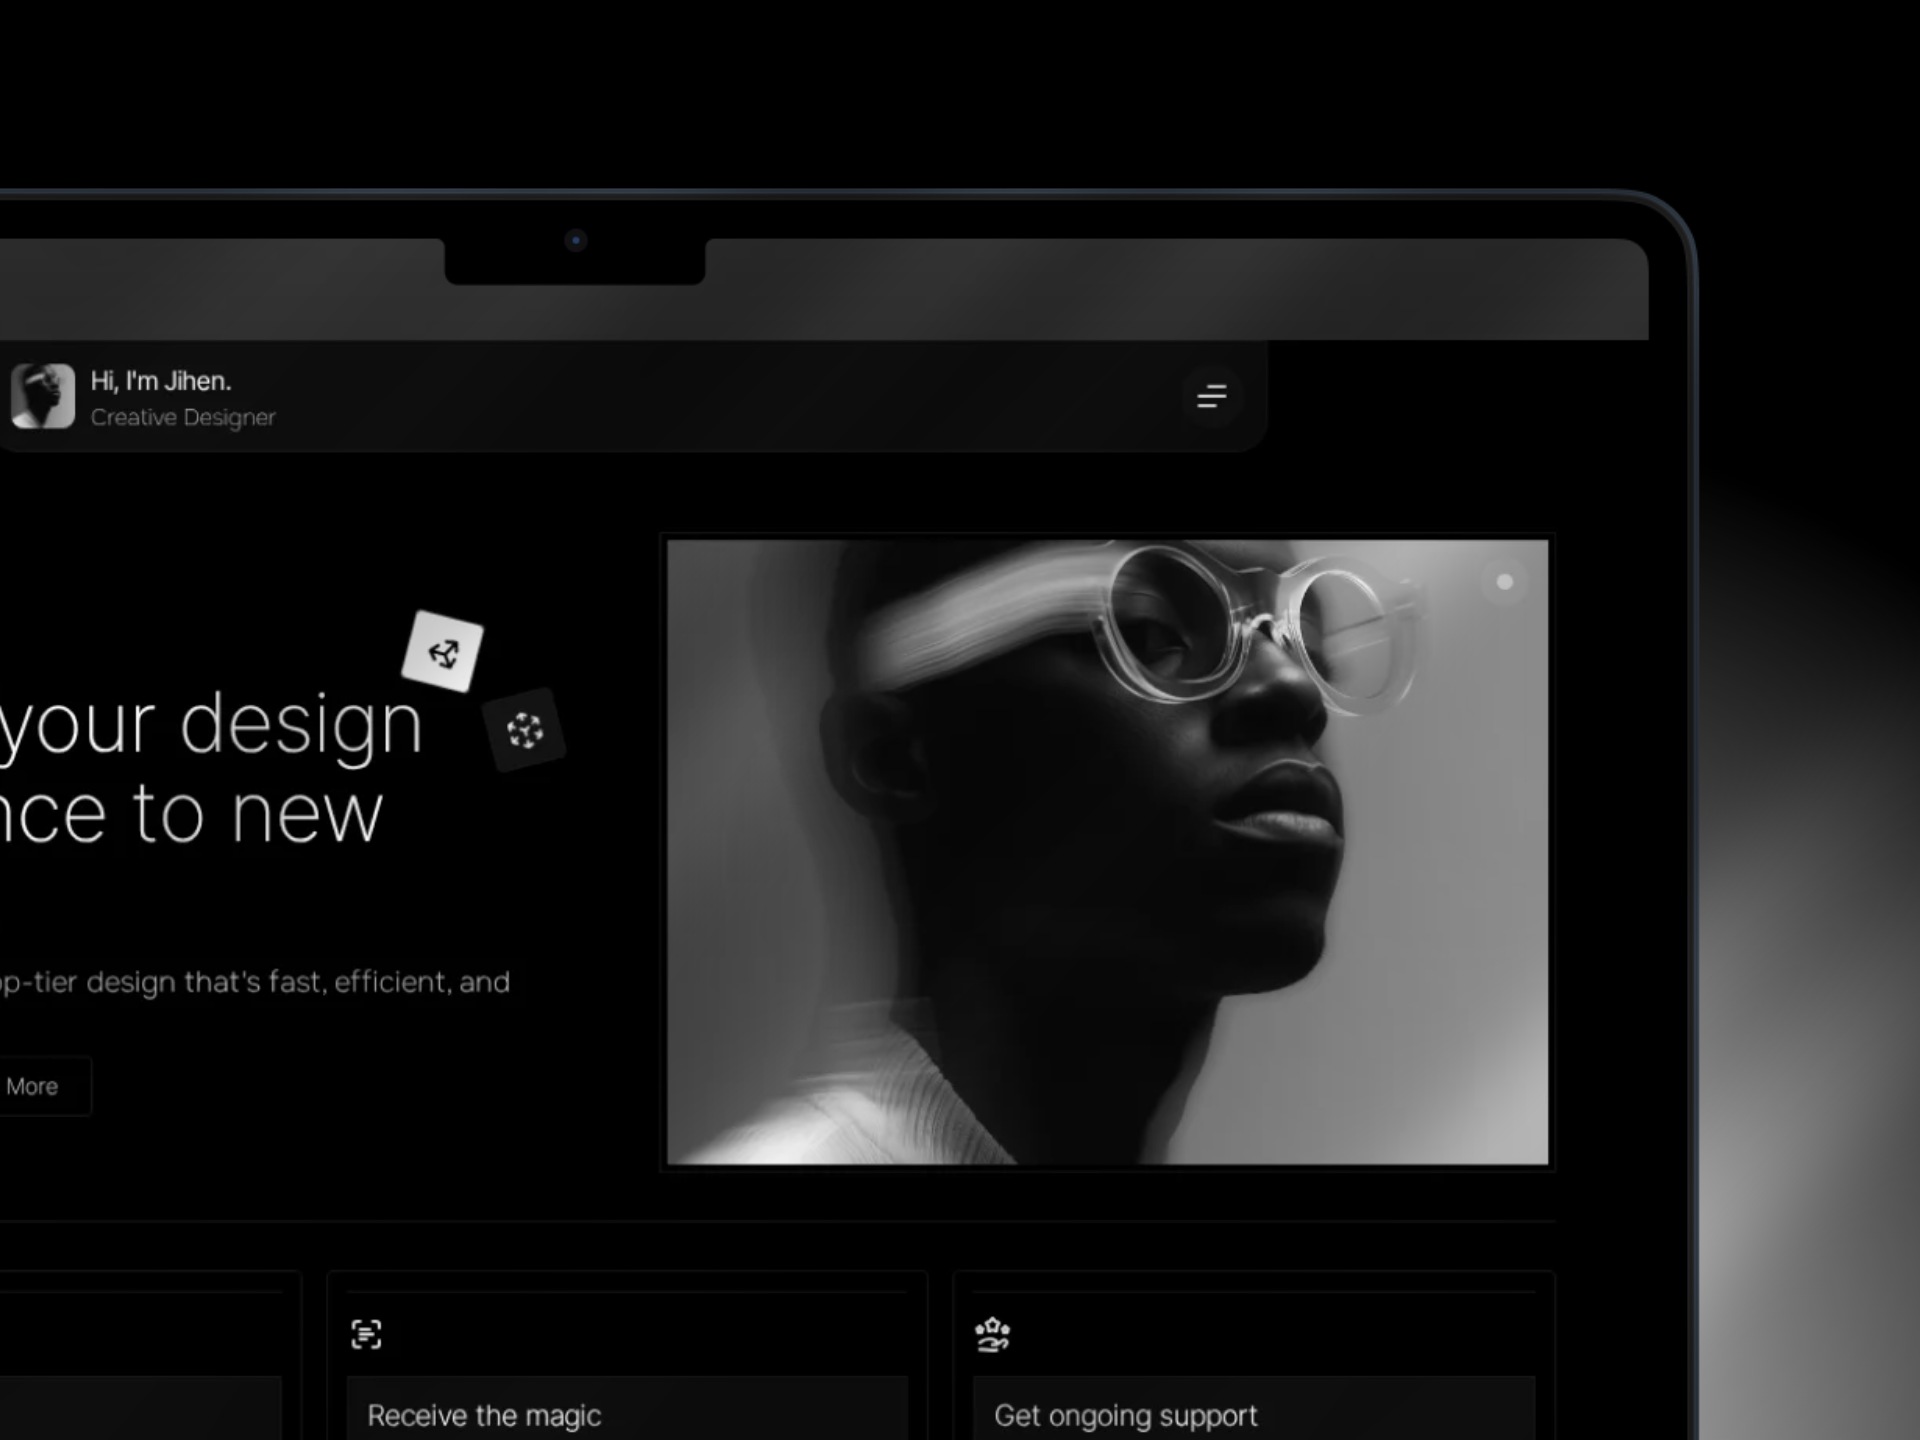 Hi, I'm Jihen.
Creative Designer
your design
nce to new
op-tier design that's fast, efficient, and
More
Receive the magic
Get ongoing support